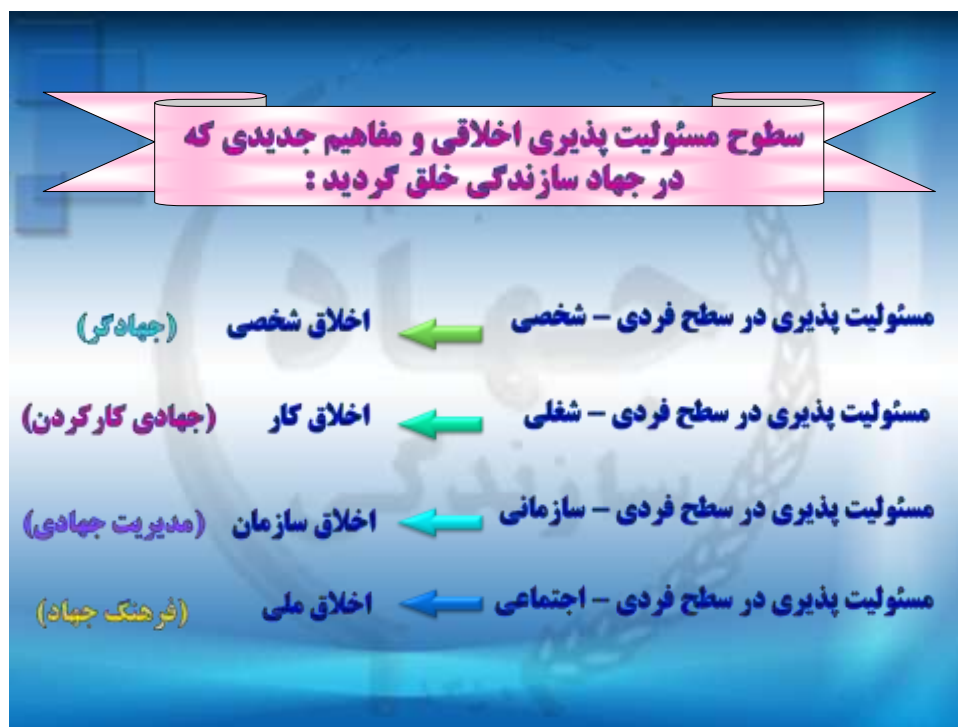 سطوح مسئولیت پذیری اخلاقی و مفاهیم جدیدی که
در جهاد سازندگی خلق گردید :
مسئولیت پذیری در سطح فردی – شخصی اخلاق شخصی (جهادگر)
مسئولیت پذیری در سطح فردی – شغلی اخلاق کار (جهادی کارکردن)
مسئولیت پذیری در سطح فردی – سازمانی اخلاق سازمان (مدیریت جهادی)
مسئولیت پذیری در سطح فردی – اجتماعی اخلاق ملی (فرهنگ جهاد)
جهاد
سازندگی